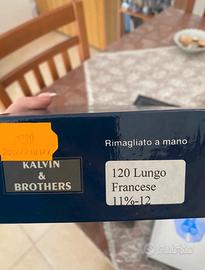 Rimagliato a mano
KALVIN
&
BROTHERS
120 Lungo
Francese
11½-12